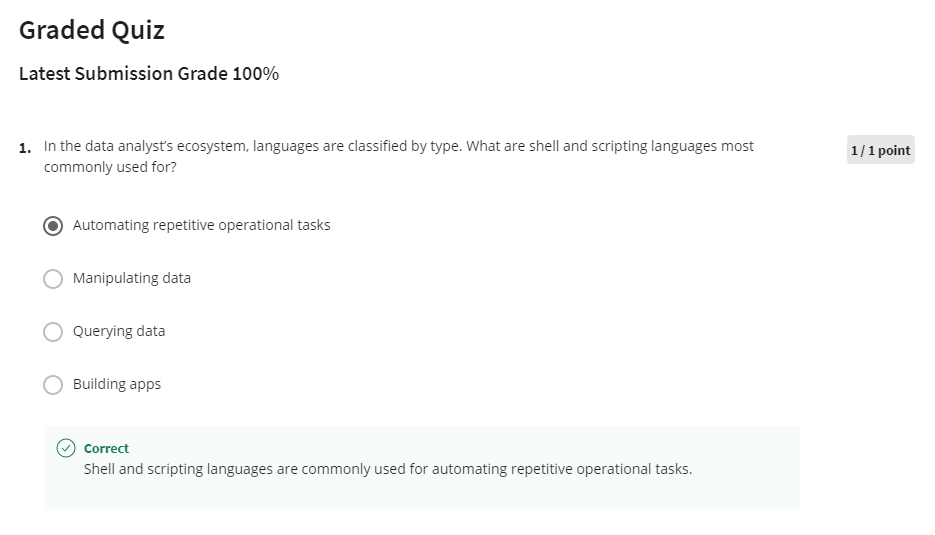 Graded Quiz
Latest Submission Grade 100%
1. In the data analyst's ecosystem, languages are classified by type. What are shell and scripting languages most
commonly used for?
1 / 1 point
Automating repetitive operational tasks
Manipulating data
Querying data
Building apps
Correct
Shell and scripting languages are commonly used for automating repetitive operational tasks.